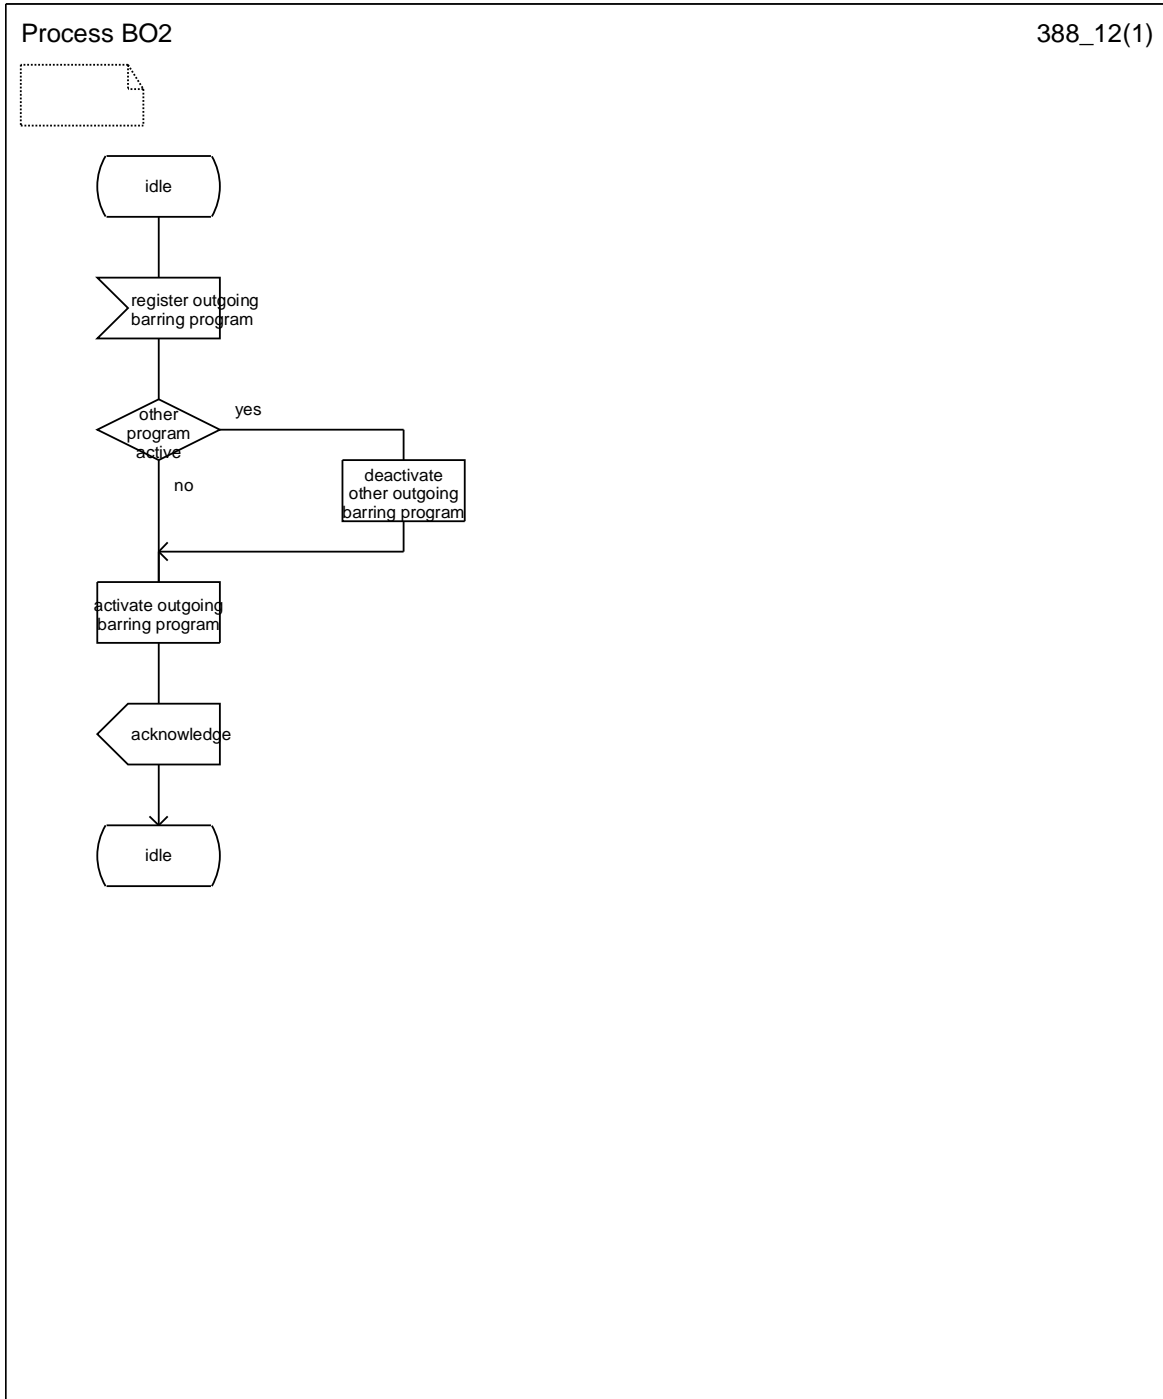 Process BO2
388_12(1)
idle
register outgoing
barring program
other
program
active
yes
no
deactivate
other outgoing
barring program
activate outgoing
barring program
acknowledge
idle